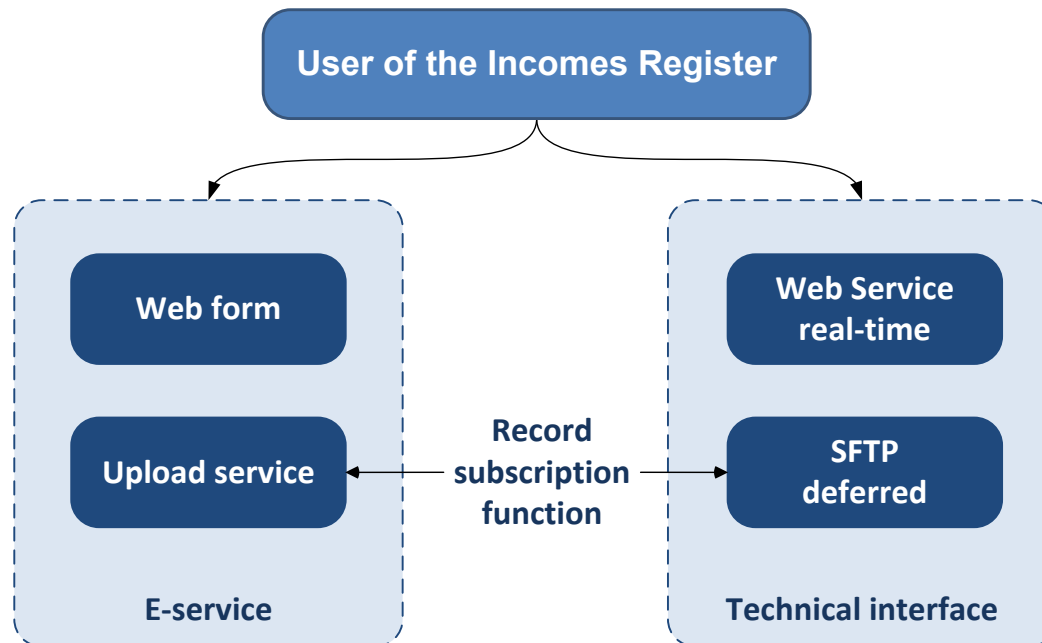 User of the Incomes Register
Web form
Upload service
E-service
Record
subscription
function
Web Service
real-time
SFTP
deferred
Technical interface